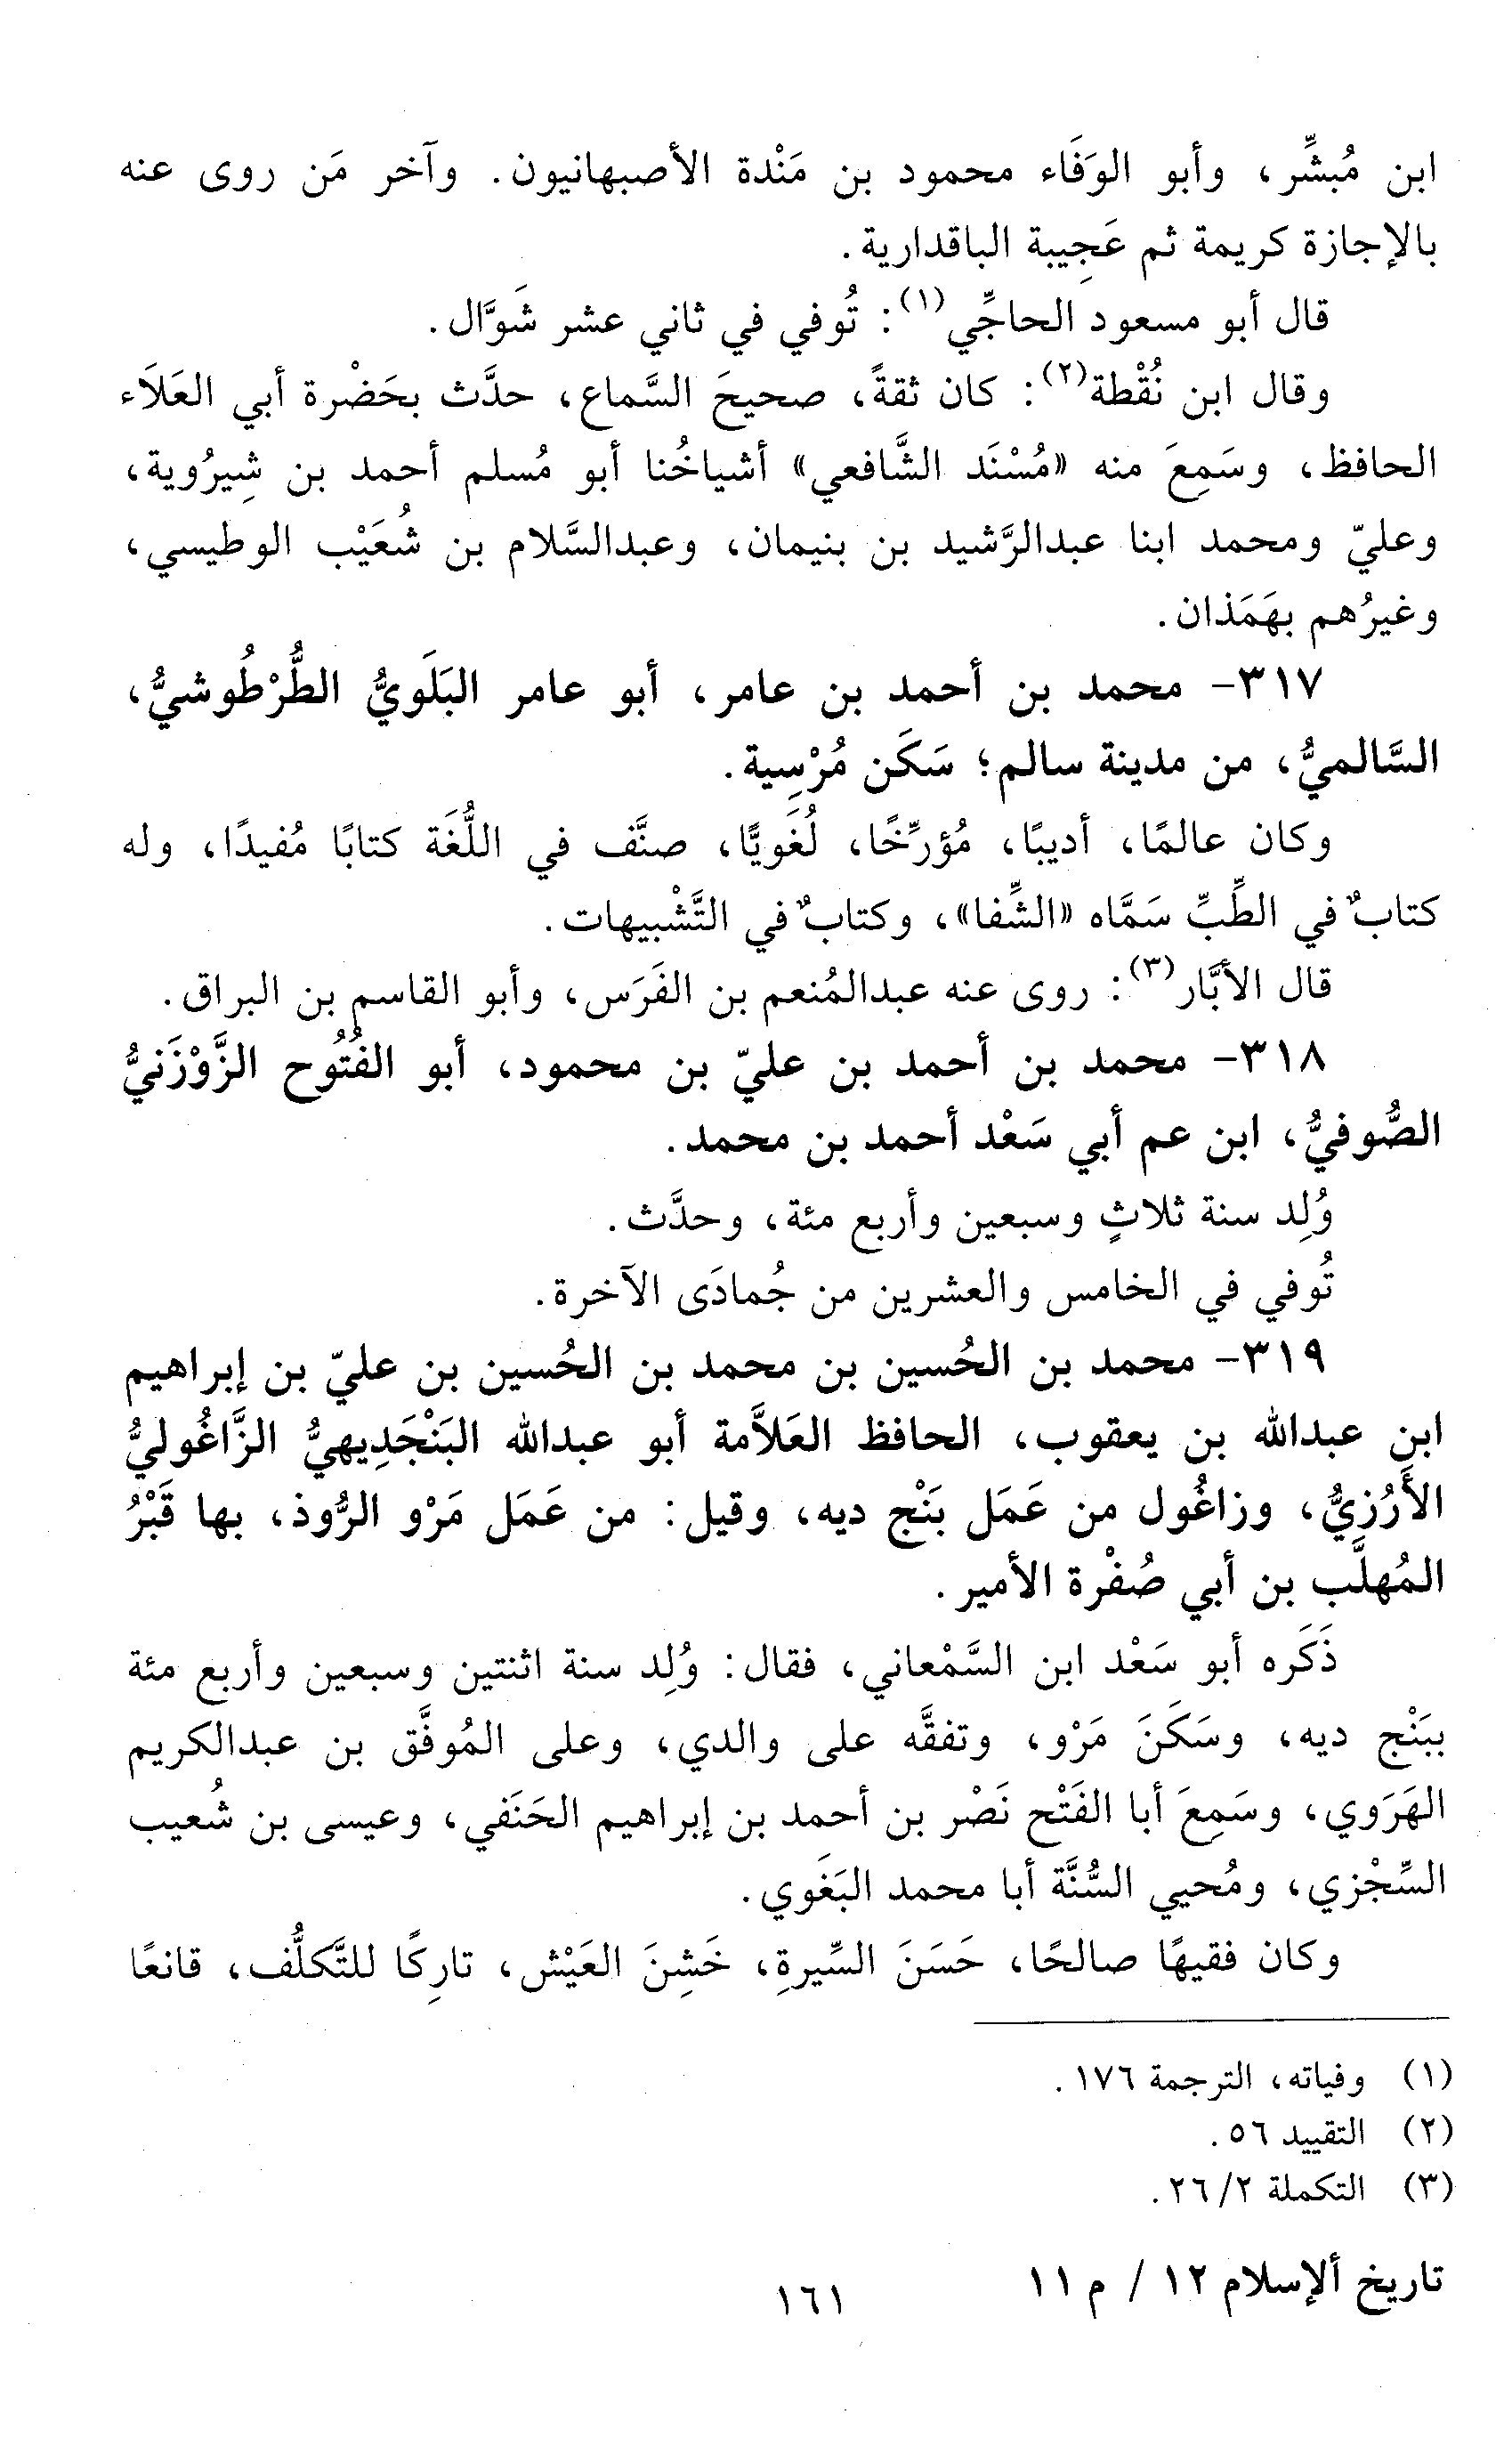 ابن مُبشِّر، وأبو الوَفَاء محمود بن مَنْدة الأصبهانيون. وآخر مَن روى عنه
بالإجازة كريمة ثم عَجِيبة الباقدارية.
قال أبو مسعود الحاجِّي(١): تُوفي في ثاني عشر شَوَّال.
وقال ابن نُقْطة(٢): كان ثقةً، صحيحَ السَّماع، حدَّث بحَضْرة أبي العَلَاء
الحافظ، وسَمِعَ منه «مُسْنَد الشَّافعي» أشياخُنا أبو مُسلم أحمد بن شِيرُوية،
وعليّ ومحمد ابنا عبدالرَّشيد بن بنيمان، وعبدالسَّلام بن شُعَيْب الوطيسي،
وغيرُهم بهَمَذان.
٣١٧- محمد بن أحمد بن عامر، أبو عامر البَلَويُّ الطُّرْطُوشيُّ،
السَّالميُّ، من مدينة سالم؛ سَكَن مُرْسِية.
وكان عالمًا، أديبًا، مُؤرِّخًا، لُغَويًّا، صنَّف في اللُّغَة كتابًا مُفيدًا، وله
كتابٌ في الطِّبِّ سَمَّاه «الشِّفا»، وكتابٌ في التَّشْبيهات.
قال الأبَّار(٣): روى عنه عبدالمُنعم بن الفَرَس، وأبو القاسم بن البراق.
٣١٨- محمد بن أحمد بن عليّ بن محمود، أبو الفُتُوح الزَّوْزَنيُّ
الصُّوفيُّ، ابن عم أبي سَعْد أحمد بن محمد.
وُلِد سنة ثلاثٍ وسبعين وأربع مئة، وحدَّث.
تُوفي في الخامس والعشرين من جُمادَى الآخرة.
٣١٩- محمد بن الحُسين بن محمد بن الحُسين بن عليّ بن إبراهيم
ابن عبدالله بن يعقوب، الحافظ العَلاَّمة أبو عبدالله البَنْجَدِيهيُّ الزَّاغُوليُّ
الأَرُزيُّ، وزاغُول من عَمَل بَنْج ديه، وقيل: من عَمَل مَرْو الرُّوذ، بها قَبْرُ
المُهلَّب بن أبي صُفْرة الأمير.
ذَكَره أبو سَعْد ابن السَّمْعاني، فقال: وُلِد سنة اثنتين وسبعين وأربع مئة
ببَنْج ديه، وسَكَنَ مَرْو، وتفقَّه على والدي، وعلى المُوفَّق بن عبدالكريم
الهَرَوي، وسَمِعَ أبا الفَتْح نَصْر بن أحمد بن إبراهيم الحَنَفي، وعيسى بن شُعيب
السِّجْزي، ومُحيي السُّنَّة أبا محمد البَغَوي.
وكان فقيهًا صالحًا، حَسَنَ السِّيرةِ، خَشِنَ العَيْش، تارِكًا للتَّكلُّف، قانعًا
(١) وفياته، الترجمة ١٧٦.
(٢) التقييد ٥٦.
(٣) التكملة ٢/ ٢٦.
تاريخ ألإسلام ١٢ / م ١١
١٦١